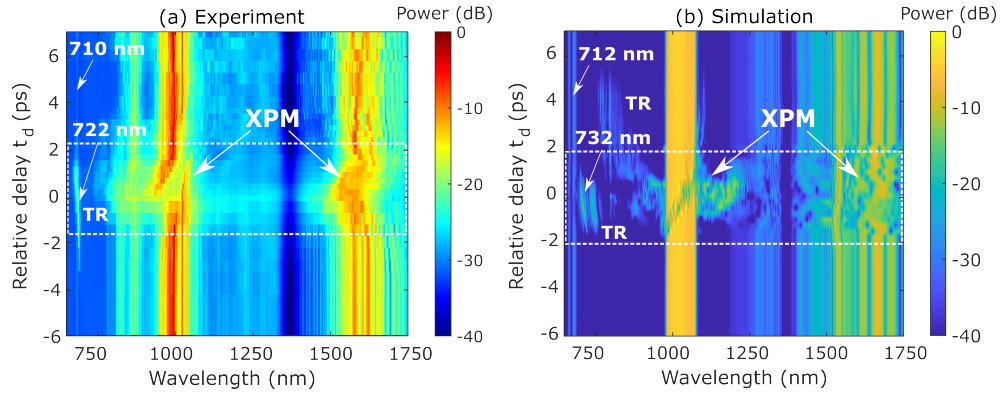 (a) Experiment
Power (dB)
710 nm
722 nm
XPM
TR
6
4
2
0
-2
-4
-6
Relative delay t_d (ps)
750
1000
1250
1500
1750
Wavelength (nm)
0
-10
-20
-30
-40
(b) Simulation
Power (dB)
712 nm
TR
732 nm
XPM
TR
6
4
2
0
-2
-4
-6
Relative delay t_d (ps)
750
1000
1250
1500
1750
Wavelength (nm)
0
-10
-20
-30
-40